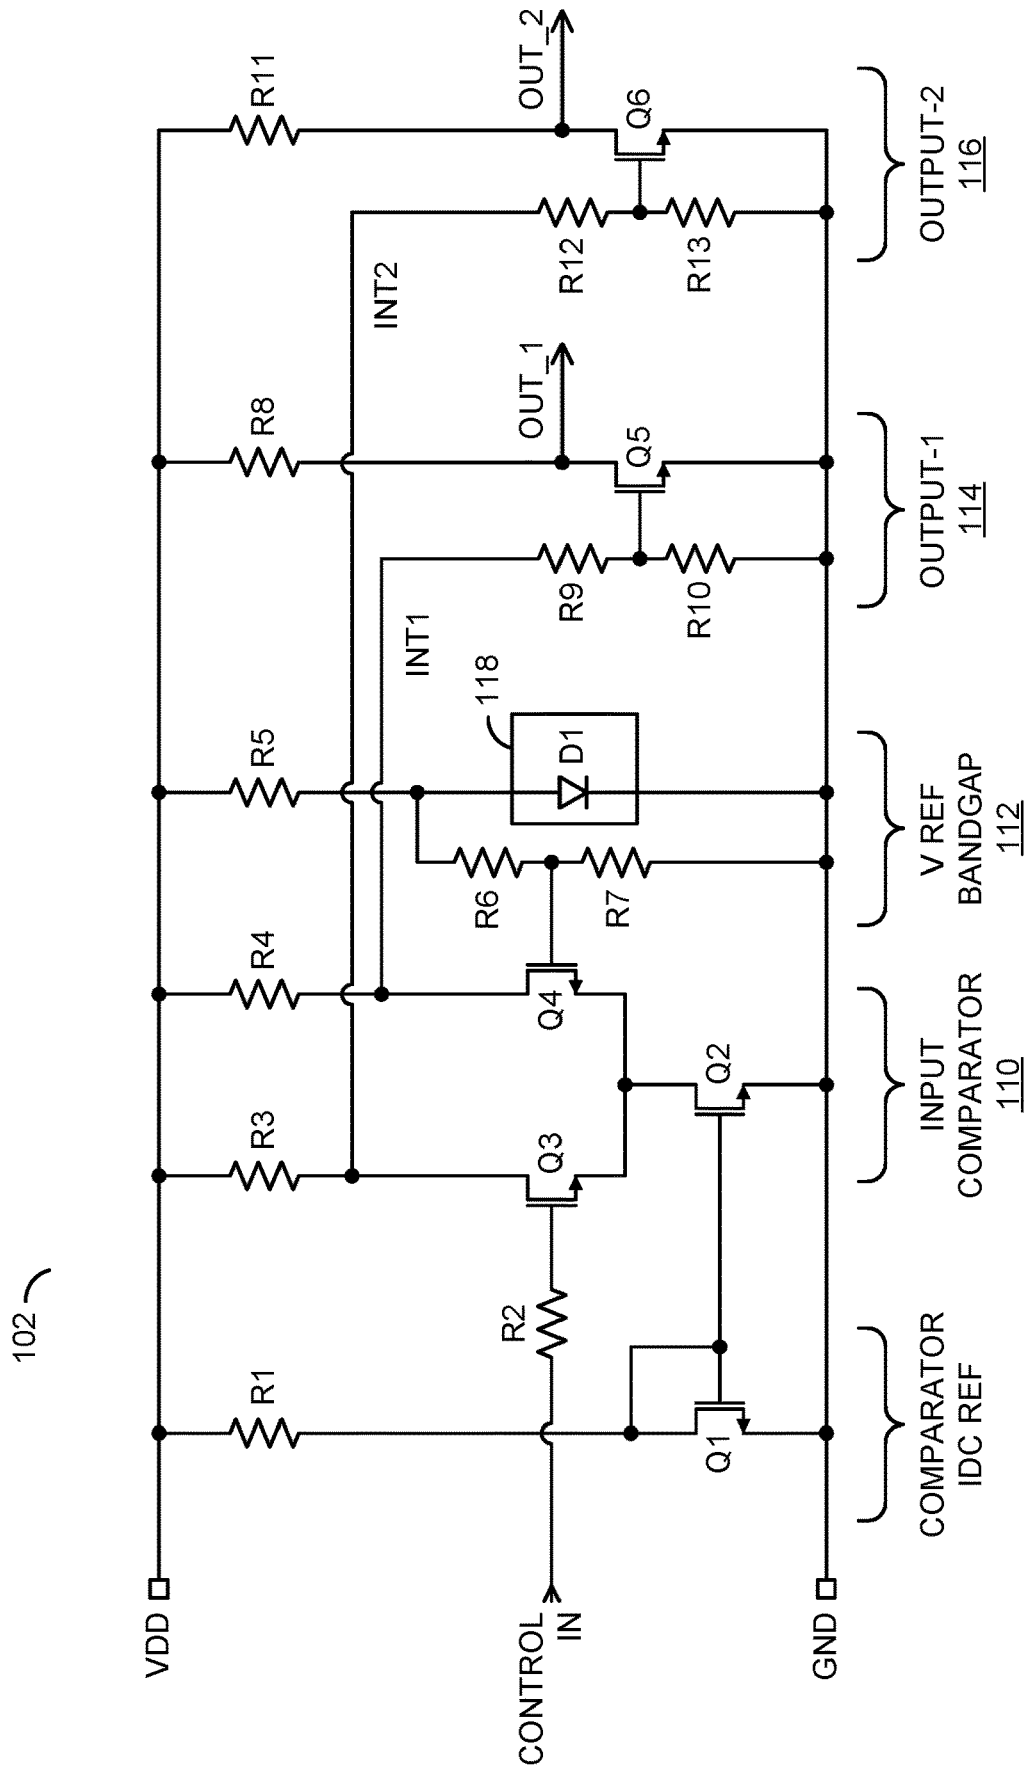 102
VDD
R1
R3
R4
R5
R8
R11
INT2
INT1
CONTROL
IN
R2
Q3
Q4
R6
R7
118
D1
OUT_1
OUT_2
R9
R10
Q5
R12
R13
Q6
Q1
Q2
GND
COMPARATOR
IDC REF
INPUT
COMPARATOR
110
V REF
BANDGAP
112
OUTPUT-1
114
OUTPUT-2
116